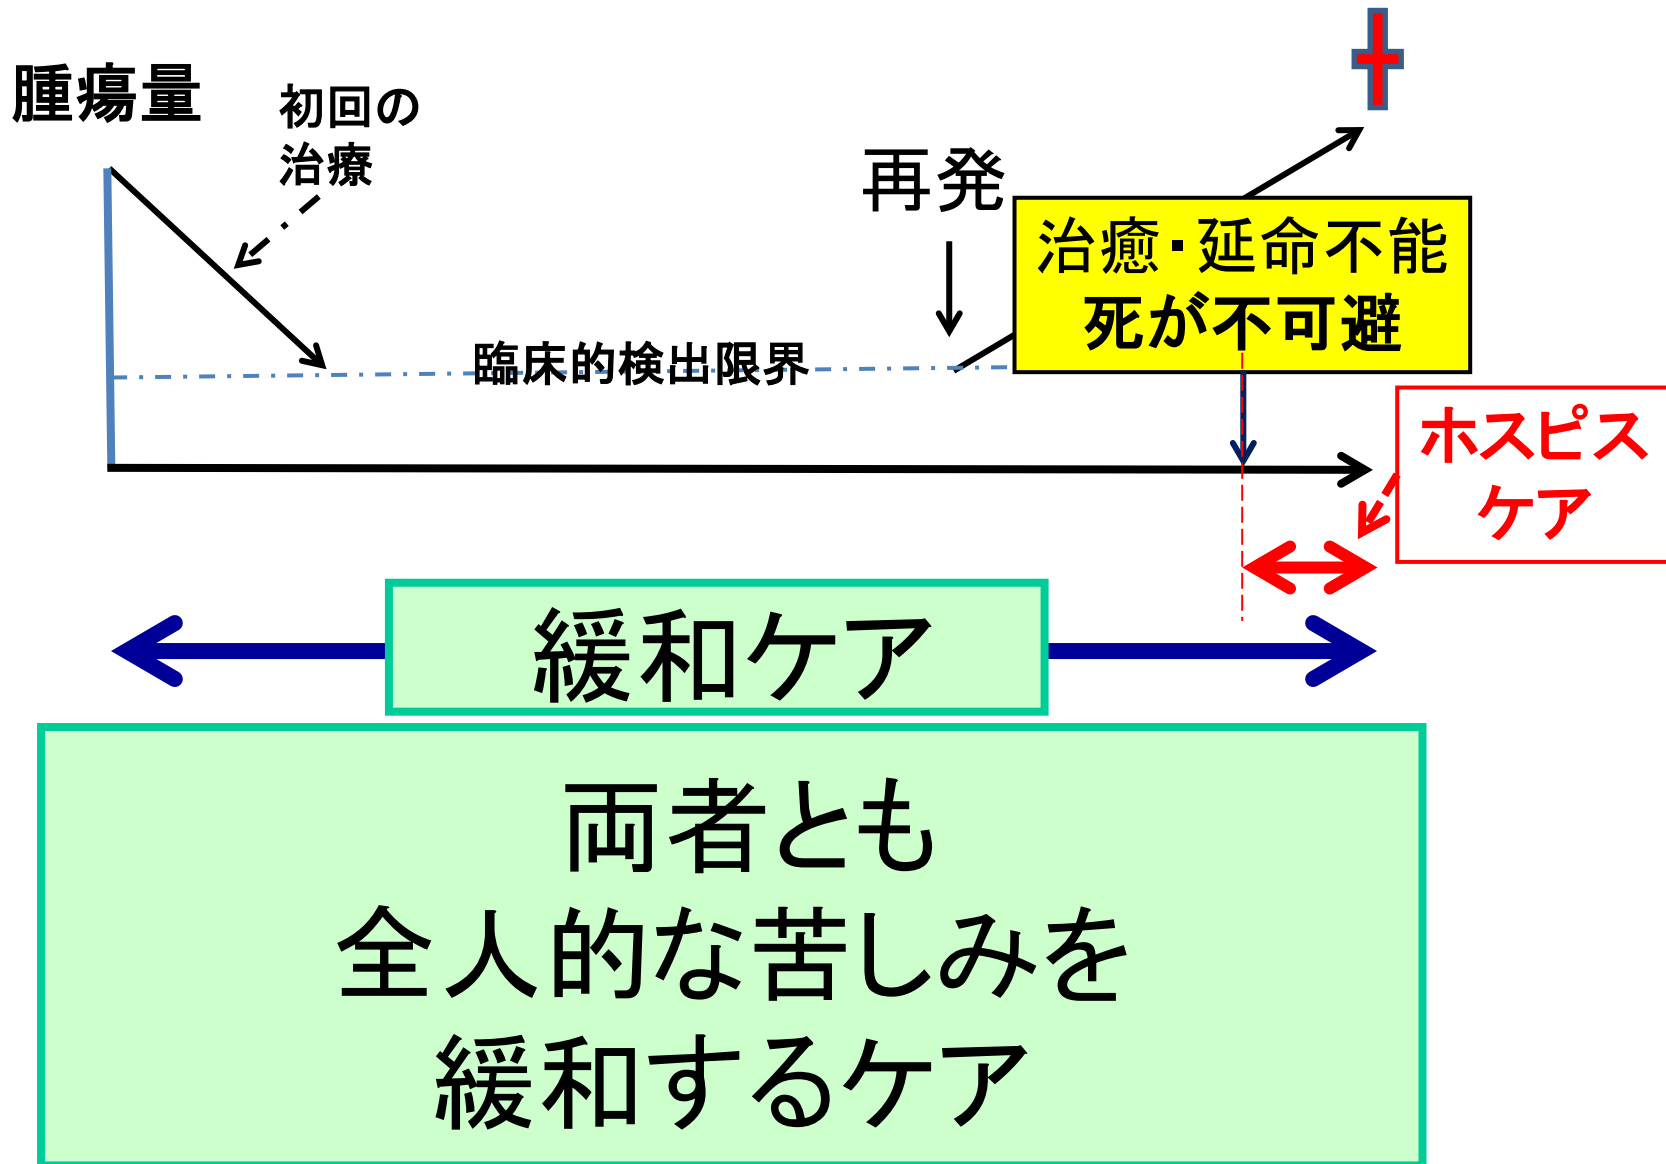 腫瘍量
初回の
治療
再発
治癒・延命不能
死が不可避
臨床的検出限界
ホスピス
ケア
緩和ケア
両者とも
全人的な苦しみを
緩和するケア